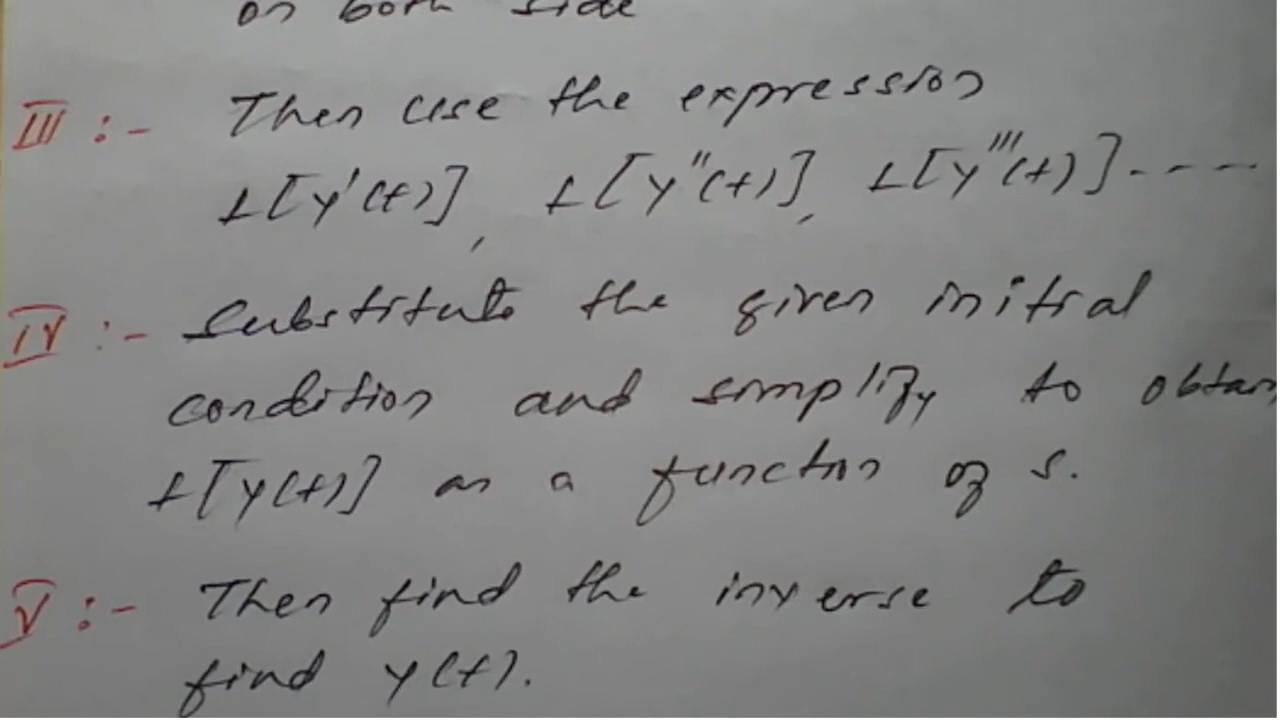 on both side
III :- Then use the expression
L[y'(t)], L[y''(t)], L[y'''(t)]----
IV :- Substitute the given initial
condition and simplify to obtain
L[y(t)] as a function of s.
V :- Then find the inverse to
find y(t).